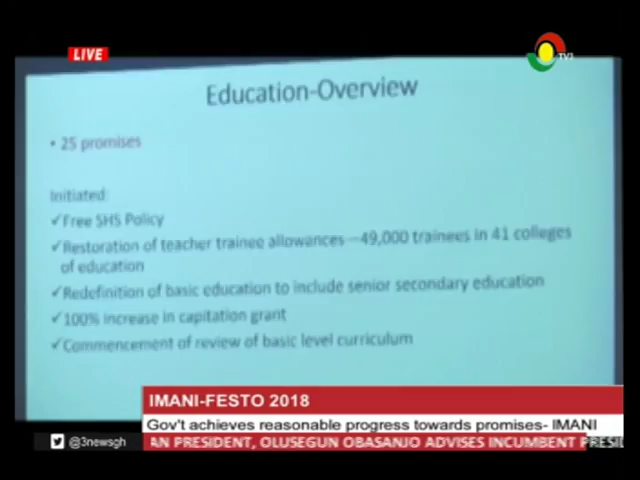 LIVE
TV3
Education-Overview
• 25 promises
Initiated:
✓Free SHS Policy
✓Restoration of teacher trainee allowances –49,000 trainees in 41 colleges
of education
✓Redefinition of basic education to include senior secondary education
✓100% increase in capitation grant
✓Commencement of review of basic level curriculum
IMANI-FESTO 2018
Gov't achieves reasonable progress towards promises- IMANI
@3newsgh
AN PRESIDENT, OLUSEGUN OBASANJO ADVISES INCUMBENT PRESI